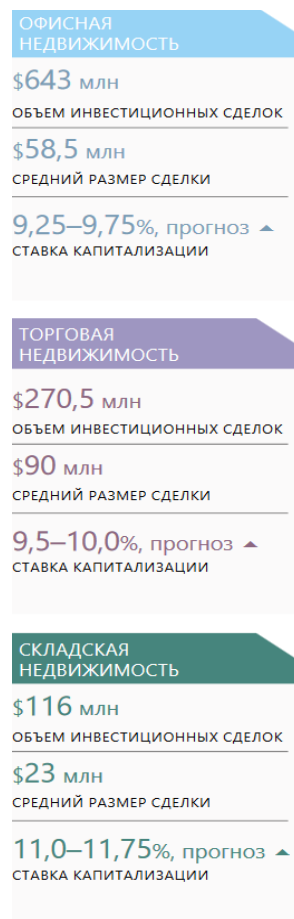 ОФИСНАЯ
НЕДВИЖИМОСТЬ
$643 млн
ОБЪЕМ ИНВЕСТИЦИОННЫХ СДЕЛОК
$58,5 млн
СРЕДНИЙ РАЗМЕР СДЕЛКИ
9,25–9,75%, прогноз
СТАВКА КАПИТАЛИЗАЦИИ
ТОРГОВАЯ
НЕДВИЖИМОСТЬ
$270,5 млн
ОБЪЕМ ИНВЕСТИЦИОННЫХ СДЕЛОК
$90 млн
СРЕДНИЙ РАЗМЕР СДЕЛКИ
9,5–10,0%, прогноз
СТАВКА КАПИТАЛИЗАЦИИ
СКЛАДСКАЯ
НЕДВИЖИМОСТЬ
$116 млн
ОБЪЕМ ИНВЕСТИЦИОННЫХ СДЕЛОК
$23 млн
СРЕДНИЙ РАЗМЕР СДЕЛКИ
11,0–11,75%, прогноз
СТАВКА КАПИТАЛИЗАЦИИ